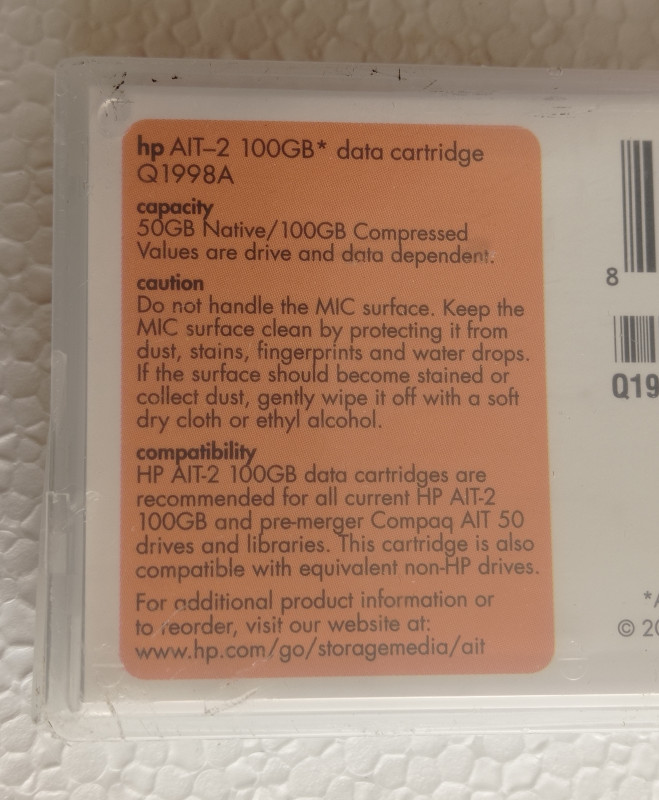 hp AIT–2 100GB* data cartridge
Q1998A
capacity
50GB Native/100GB Compressed
Values are drive and data dependent.
caution
Do not handle the MIC surface. Keep the
MIC surface clean by protecting it from
dust, stains, fingerprints and water drops.
If the surface should become stained or
collect dust, gently wipe it off with a soft
dry cloth or ethyl alcohol.
compatibility
HP AIT-2 100GB data cartridges are
recommended for all current HP AIT-2
100GB and pre-merger Compaq AIT 50
drives and libraries. This cartridge is also
compatible with equivalent non-HP drives.
For additional product information or
to reorder, visit our website at:
www.hp.com/go/storagemedia/ait
8
Q19
*A
© 20